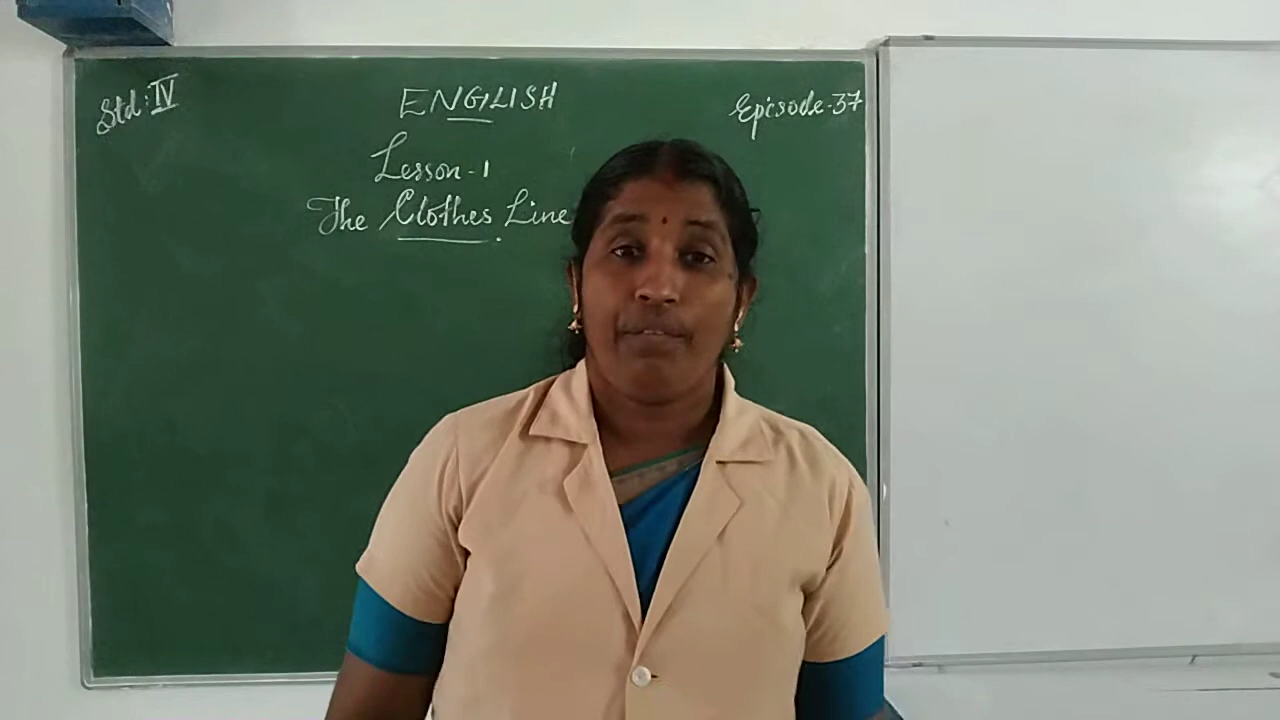 Std: IV
ENGLISH
Episode-37
Lesson-1
The Clothes Line